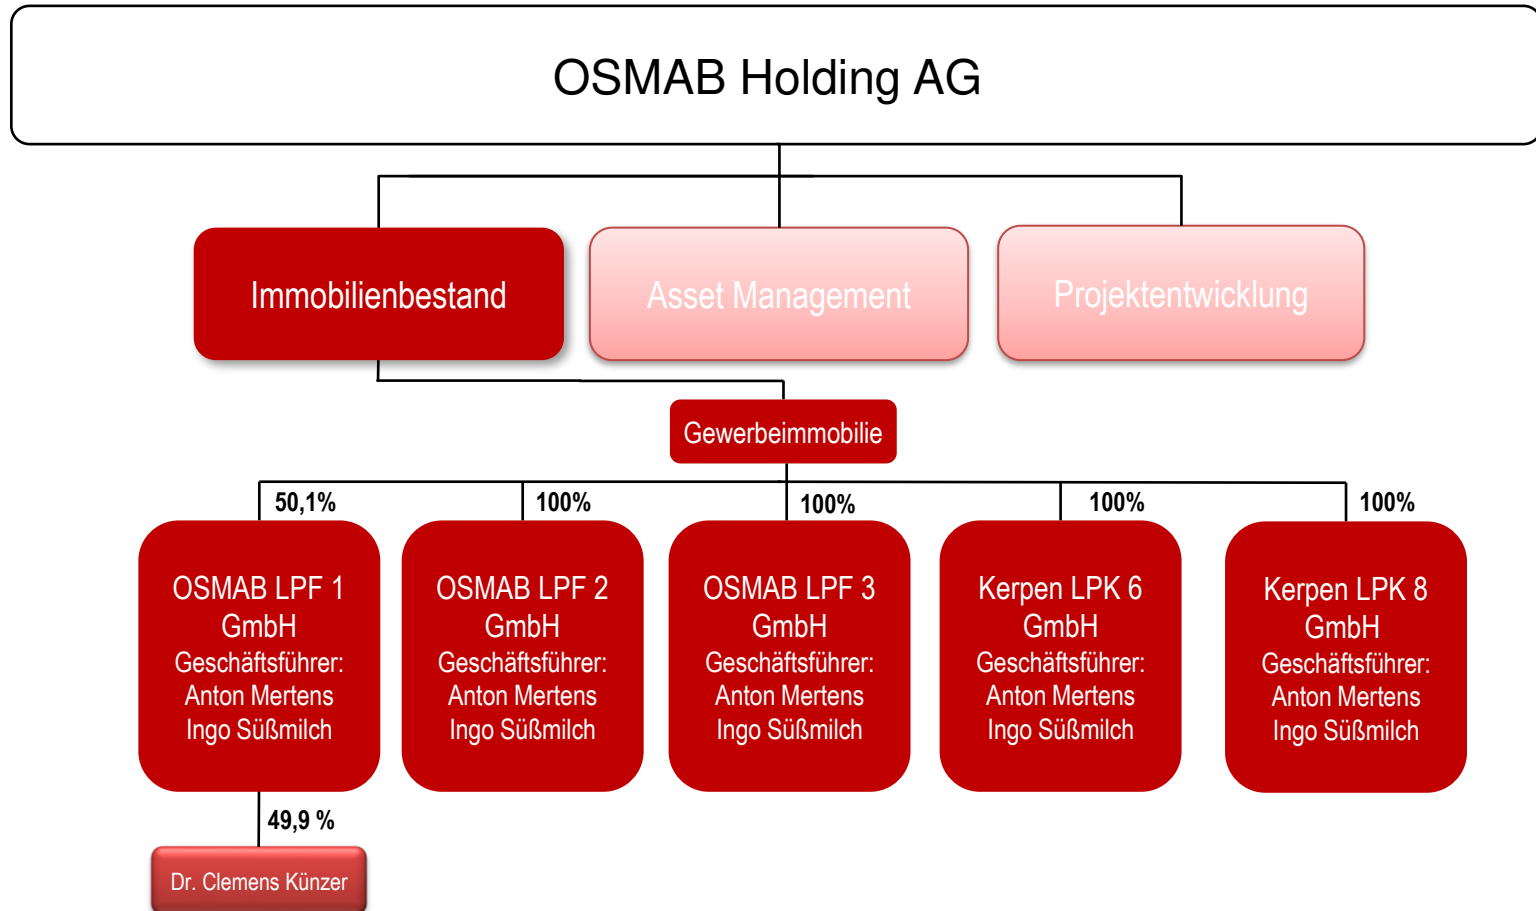 OSMAB Holding AG
Immobilienbestand
Asset Management
Projektentwicklung
Gewerbeimmobilie
50,1%
100%
100%
100%
100%
OSMAB LPF 1
GmbH
Geschäftsführer:
Anton Mertens
Ingo Süßmilch
OSMAB LPF 2
GmbH
Geschäftsführer:
Anton Mertens
Ingo Süßmilch
OSMAB LPF 3
GmbH
Geschäftsführer:
Anton Mertens
Ingo Süßmilch
Kerpen LPK 6
GmbH
Geschäftsführer:
Anton Mertens
Ingo Süßmilch
Kerpen LPK 8
GmbH
Geschäftsführer:
Anton Mertens
Ingo Süßmilch
49,9 %
Dr. Clemens Künzer